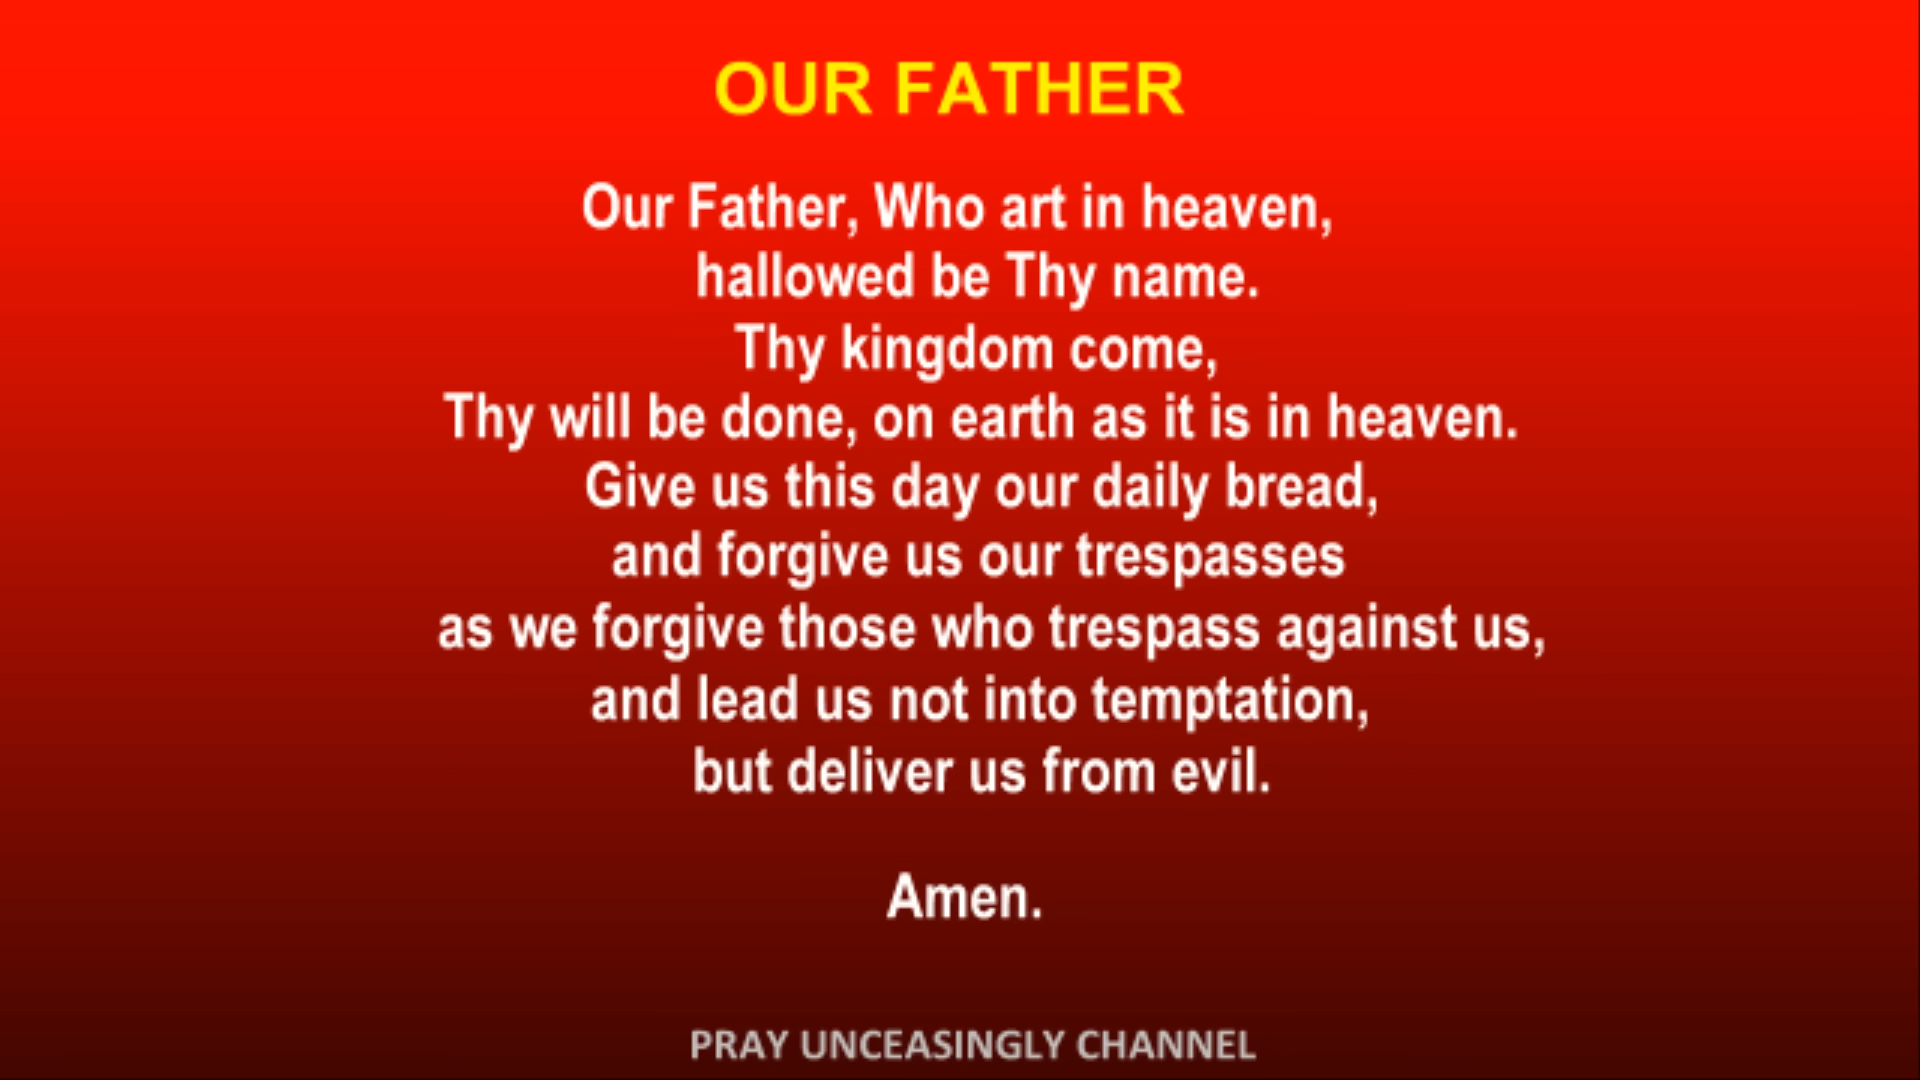 OUR FATHER
Our Father, Who art in heaven,
hallowed be Thy name.
Thy kingdom come,
Thy will be done, on earth as it is in heaven.
Give us this day our daily bread,
and forgive us our trespasses
as we forgive those who trespass against us,
and lead us not into temptation,
but deliver us from evil.
Amen.
PRAY UNCEASINGLY CHANNEL